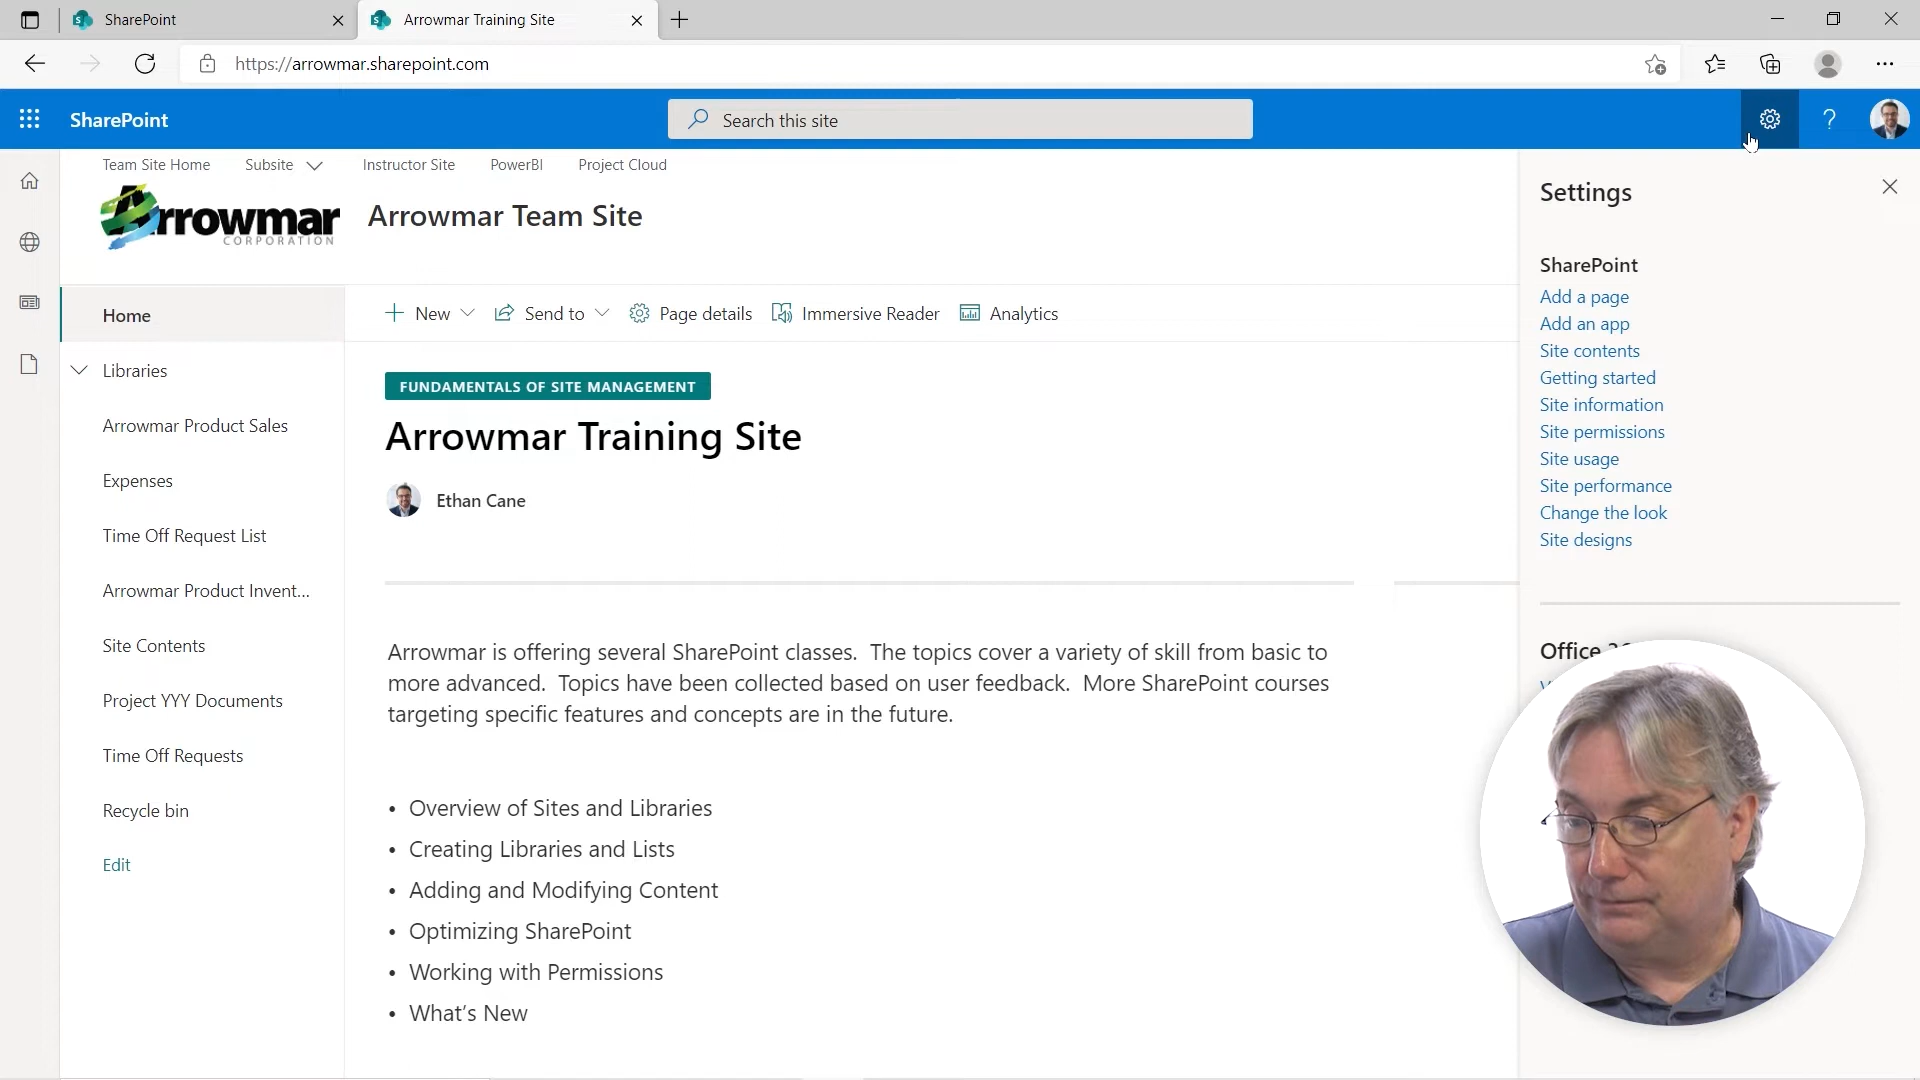 SharePoint
Arrowmar Training Site
https://arrowmar.sharepoint.com
SharePoint
Search this site
Team Site Home
Subsite
Instructor Site
PowerBI
Project Cloud
Arrowmar
CORPORATION
Arrowmar Team Site
Home
Libraries
Arrowmar Product Sales
Expenses
Time Off Request List
Arrowmar Product Invent...
Site Contents
Project YYY Documents
Time Off Requests
Recycle bin
Edit
New
Send to
Page details
Immersive Reader
Analytics
FUNDAMENTALS OF SITE MANAGEMENT
Arrowmar Training Site
Ethan Cane
Arrowmar is offering several SharePoint classes.  The topics cover a variety of skill from basic to
more advanced.  Topics have been collected based on user feedback.  More SharePoint courses
targeting specific features and concepts are in the future.
• Overview of Sites and Libraries
• Creating Libraries and Lists
• Adding and Modifying Content
• Optimizing SharePoint
• Working with Permissions
• What's New
Settings
SharePoint
Add a page
Add an app
Site contents
Getting started
Site information
Site permissions
Site usage
Site performance
Change the look
Site designs
Office